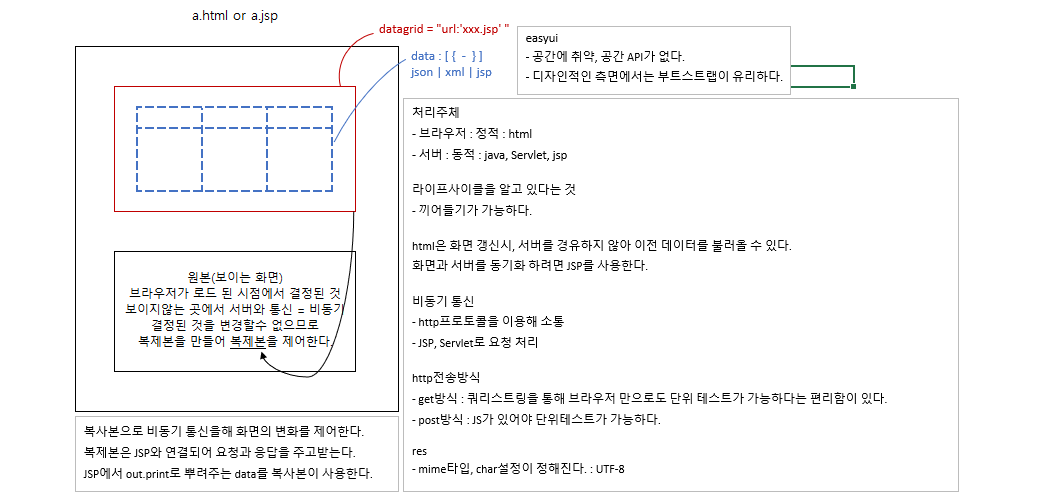 a.html or a.jsp
datagrid = "url:'xxx.jsp' "
data : [ { - } ]
json | xml | jsp
easyui
- 공간에 취약, 공간 API가 없다.
- 디자인적인 측면에서는 부트스트랩이 유리하다.
처리주체
- 브라우저 : 정적 : html
- 서버 : 동적 : java, Servlet, jsp
라이프사이클을 알고 있다는 것
- 끼어들기가 가능하다.
html은 화면 갱신시, 서버를 경유하지 않아 이전 데이터를 불러올 수 있다.
화면과 서버를 동기화 하려면 JSP를 사용한다.
비동기 통신
- http프로토콜을 이용해 소통
- JSP, Servlet로 요청 처리
http전송방식
- get방식 : 쿼리스트링을 통해 브라우저 만으로도 단위 테스트가 가능하다는 편리함이 있다.
- post방식 : JS가 있어야 단위테스트가 가능하다.
res
- mime타입, char설정이 정해진다. : UTF-8
원본(보이는 화면)
브라우저가 로드 된 시점에서 결정된 것
보이지않는 곳에서 서버와 통신 = 비동기
결정된 것을 변경할수 없으므로
복제본을 만들어 복제본을 제어한다.
복사본으로 비동기 통신을해 화면의 변화를 제어한다.
복제본은 JSP와 연결되어 요청과 응답을 주고받는다.
JSP에서 out.print로 뿌려주는 data를 복사본이 사용한다.